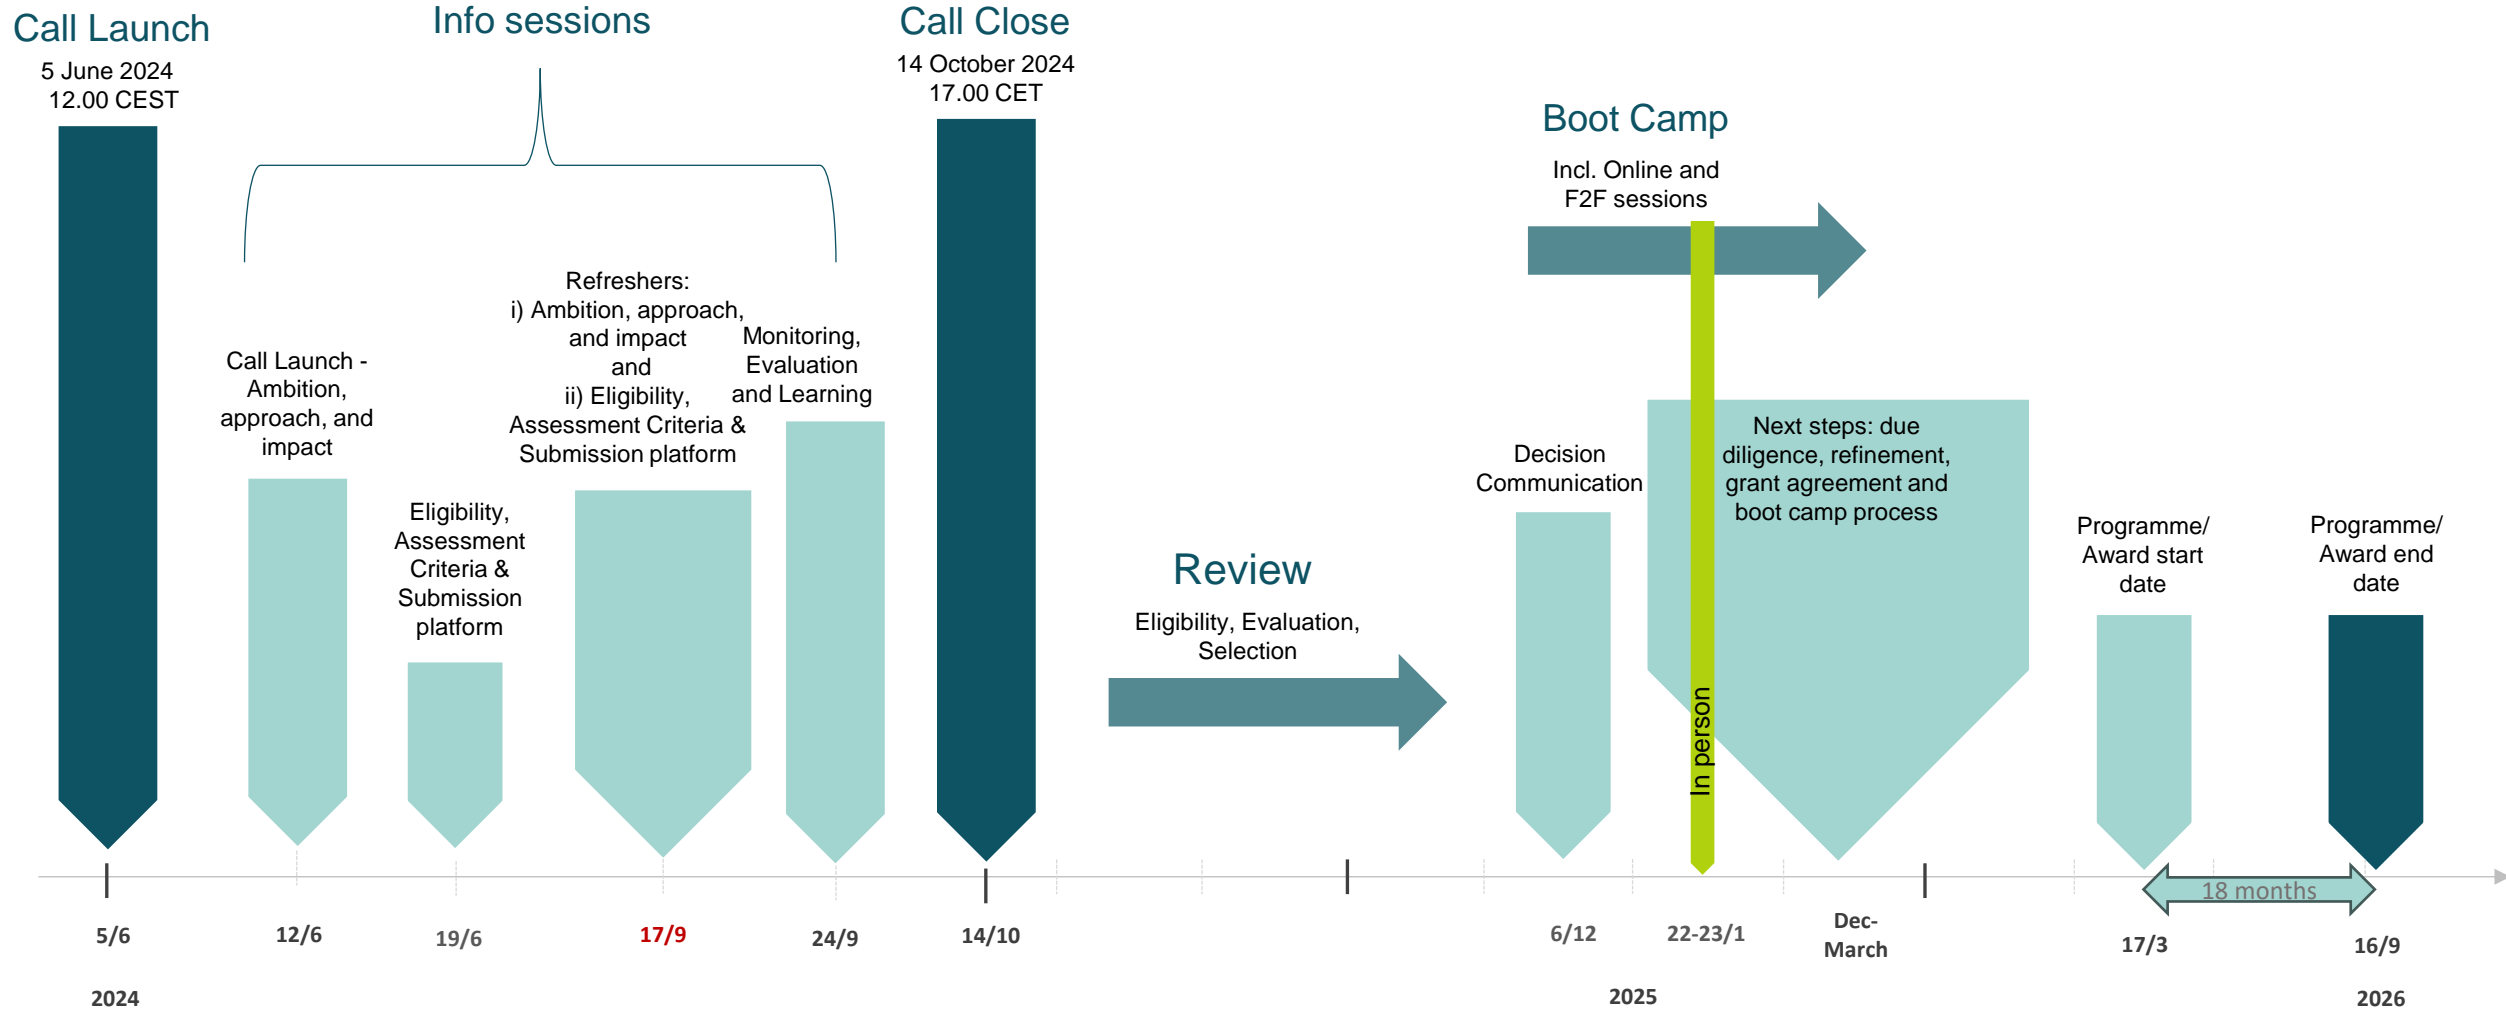 Call Launch
5 June 2024
12.00 CEST
Info sessions
Call Close
14 October 2024
17.00 CET
Call Launch -
Ambition,
approach, and
impact
Eligibility,
Assessment
Criteria &
Submission
platform
Refreshers:
i) Ambition, approach,
and impact
and
ii) Eligibility,
Assessment Criteria &
Submission platform
Monitoring,
Evaluation
and Learning
Review
Eligibility, Evaluation,
Selection
Boot Camp
Incl. Online and
F2F sessions
Decision
Communication
In person
Next steps: due
diligence, refinement,
grant agreement and
boot camp process
Programme/
Award start
date
Programme/
Award end
date
18 months
5/6
12/6
19/6
17/9
24/9
14/10
6/12
22-23/1
Dec-
March
17/3
16/9
2024
2025
2026